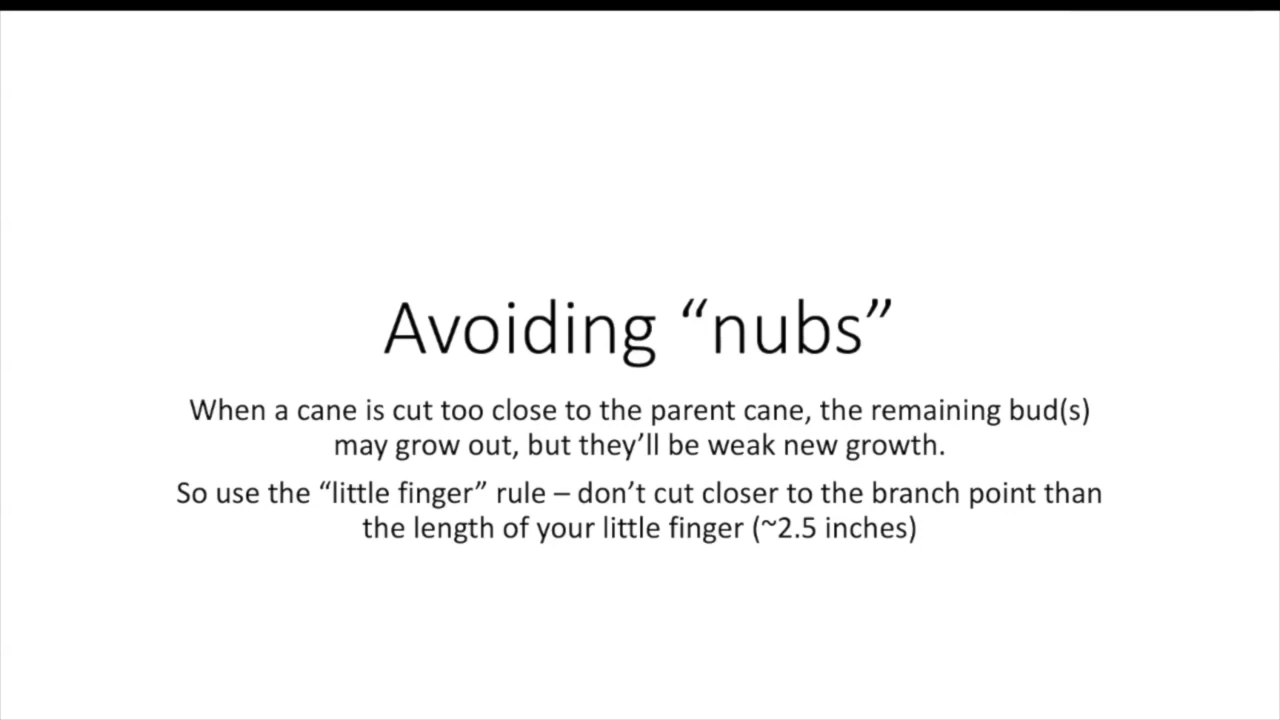 Avoiding “nubs”
When a cane is cut too close to the parent cane, the remaining bud(s)
may grow out, but they’ll be weak new growth.
So use the “little finger” rule – don’t cut closer to the branch point than
the length of your little finger (~2.5 inches)